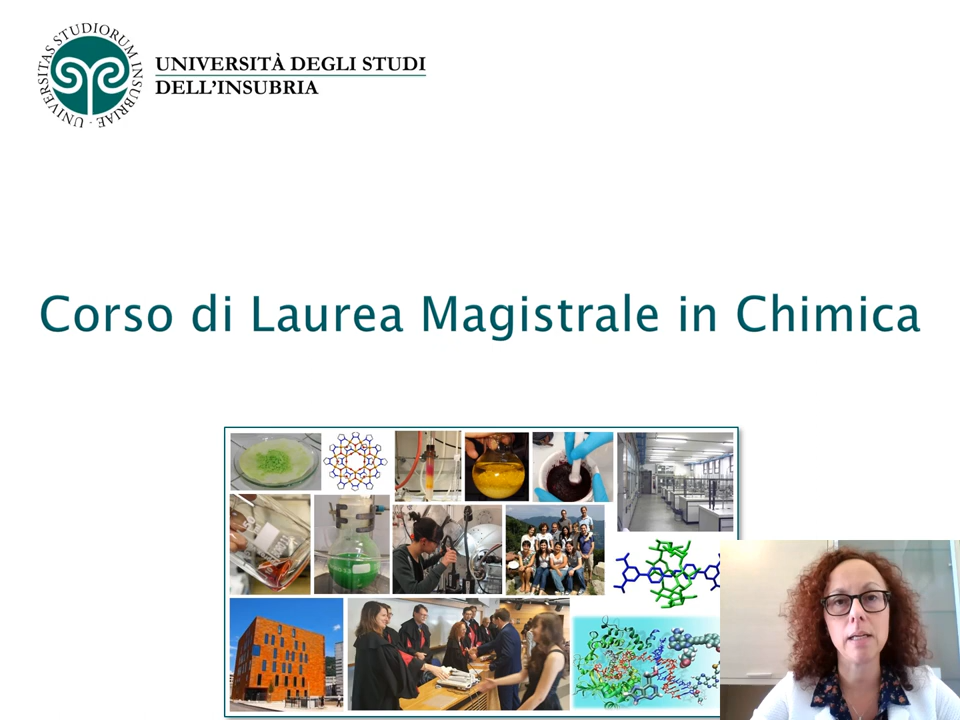 UNIVERSITAS STUDIORUM INSUBRIAE
UNIVERSITÀ DEGLI STUDI
DELL'INSUBRIA
Corso di Laurea Magistrale in Chimica